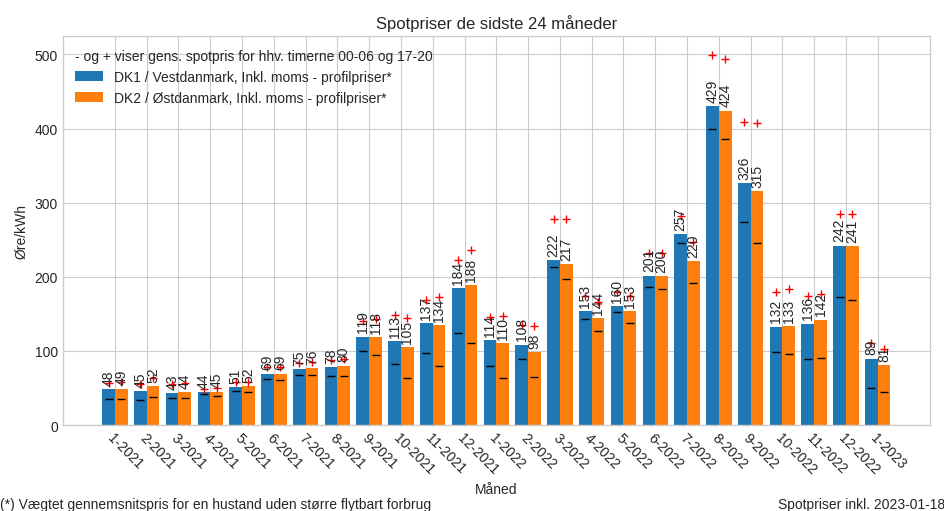 Spotpriser de sidste 24 måneder
500
400
300
200
100
0
Øre/kWh
- og + viser gens. spotpris for hhv. timerne 00-06 og 17-20
DK1 / Vestdanmark, Inkl. moms - profilpriser*
DK2 / Østdanmark, Inkl. moms - profilpriser*
48 49 45 52 43 44 44 45 51 52 69 69 75 76 78 80 119 118 113 105 137 134 184 188 114 110 108 98 222 217 153 144 160 153 201 200 257 220 429 424 326 315 132 133 136 142 242 241 89 81
1-2021 2-2021 3-2021 4-2021 5-2021 6-2021 7-2021 8-2021 9-2021 10-2021 11-2021 12-2021 1-2022 2-2022 3-2022 4-2022 5-2022 6-2022 7-2022 8-2022 9-2022 10-2022 11-2022 12-2022 1-2023
Måned
(*) Vægtet gennemsnitspris for en hustand uden større flytbart forbrug
Spotpriser inkl. 2023-01-18